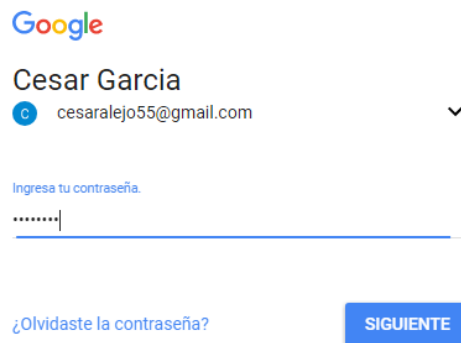 Google
Cesar Garcia
C cesaralejo55@gmail.com
Ingresa tu contraseña.
••••••••
¿Olvidaste la contraseña? SIGUIENTE